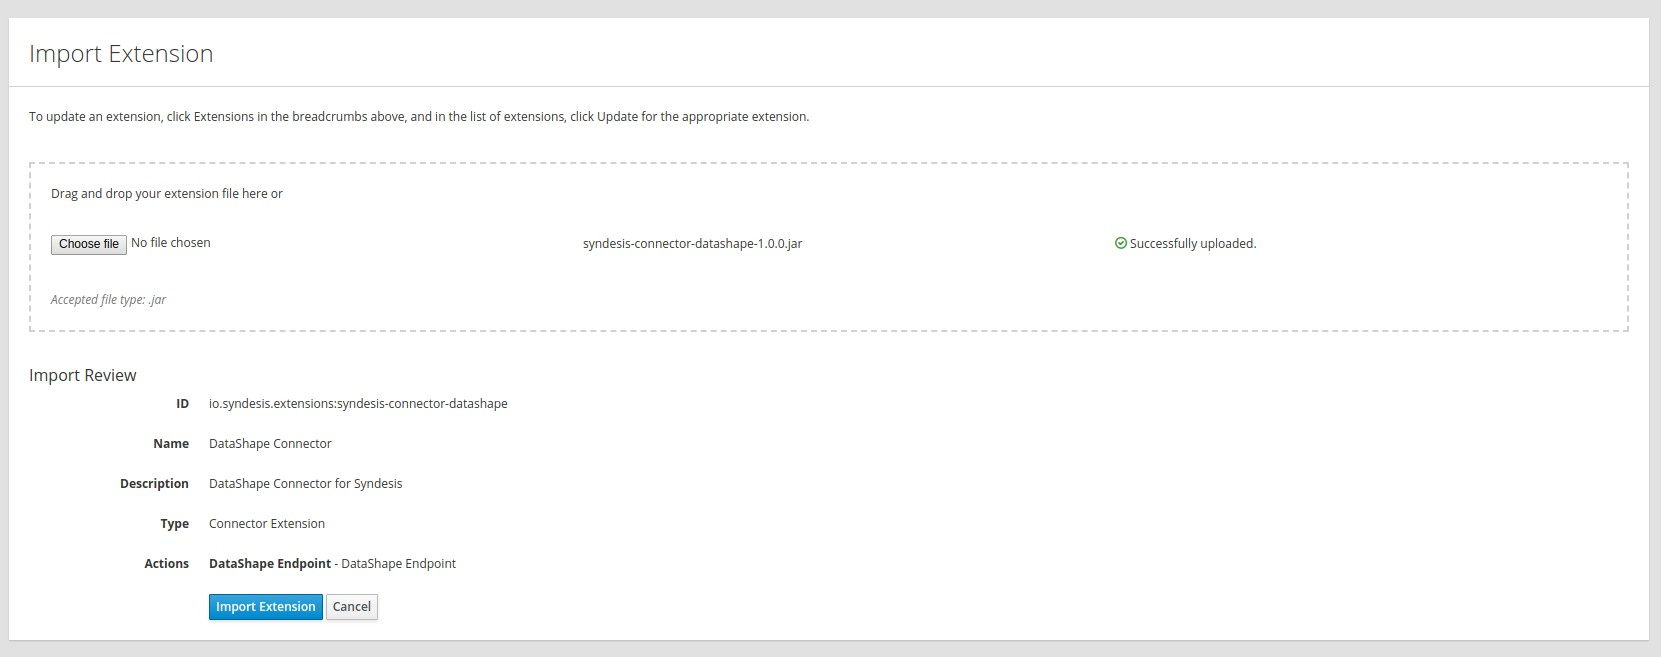 Import Extension
To update an extension, click Extensions in the breadcrumbs above, and in the list of extensions, click Update for the appropriate extension.
Drag and drop your extension file here or
Choose file No file chosen syndesis-connector-datashape-1.0.0.jar Successfully uploaded.
Accepted file type: .jar
Import Review
ID io.syndesis.extensions:syndesis-connector-datashape
Name DataShape Connector
Description DataShape Connector for Syndesis
Type Connector Extension
Actions DataShape Endpoint - DataShape Endpoint
Import Extension Cancel